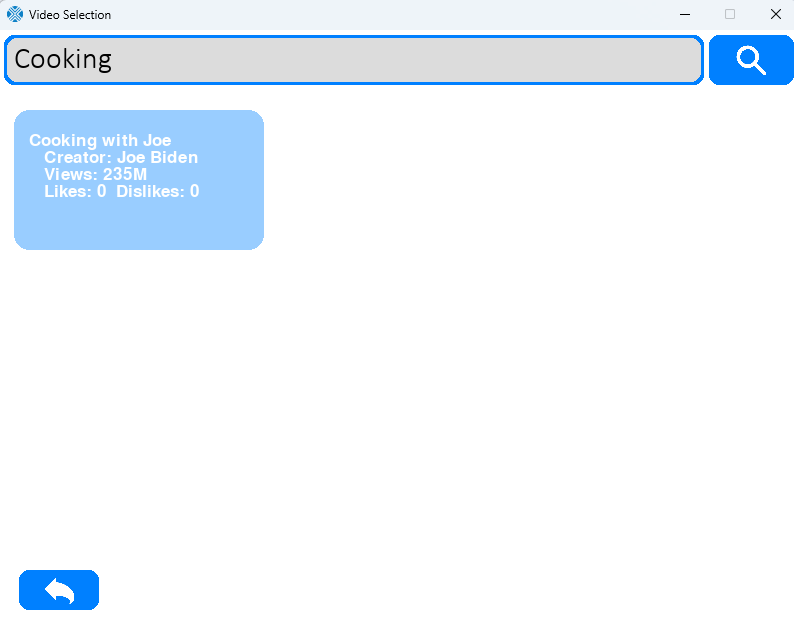 Video Selection
Cooking
Cooking with Joe
Creator: Joe Biden
Views: 235M
Likes: 0  Dislikes: 0